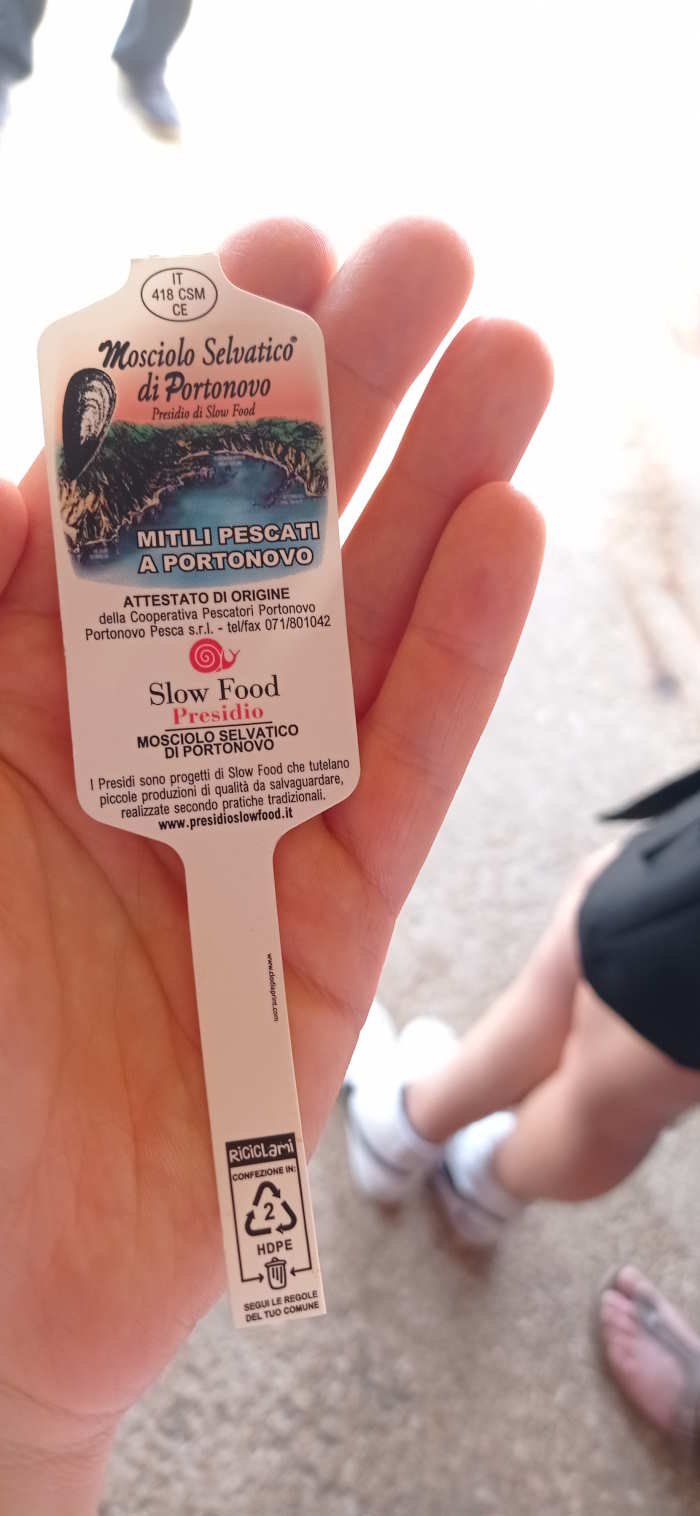 IT
418 CSM
CE
Mosciolo Selvatico®
di Portonovo
Presidio di Slow Food
MITILI PESCATI
A PORTONOVO
ATTESTATO DI ORIGINE
della Cooperativa Pescatori Portonovo
Portonovo Pesca s.r.l. - tel/fax 071/801042
Slow Food
Presidio
MOSCIOLO SELVATICO
DI PORTONOVO
I Presidi sono progetti di Slow Food che tutelano
piccole produzioni di qualità da salvaguardare,
realizzate secondo pratiche tradizionali.
www.presidioslowfood.it
RiciclAmi
CONFEZIONE IN:
2
HDPE
SEGUI LE REGOLE
DEL TUO COMUNE